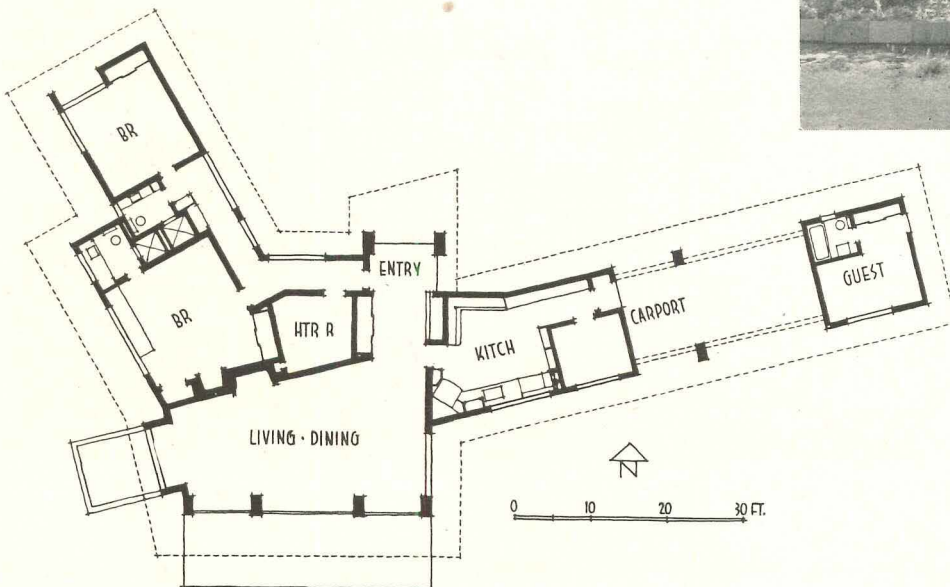 BR
ENTRY
GUEST
CARPORT
BR
HTR R
KITCH
LIVING · DINING
N
0 10 20 30 FT.